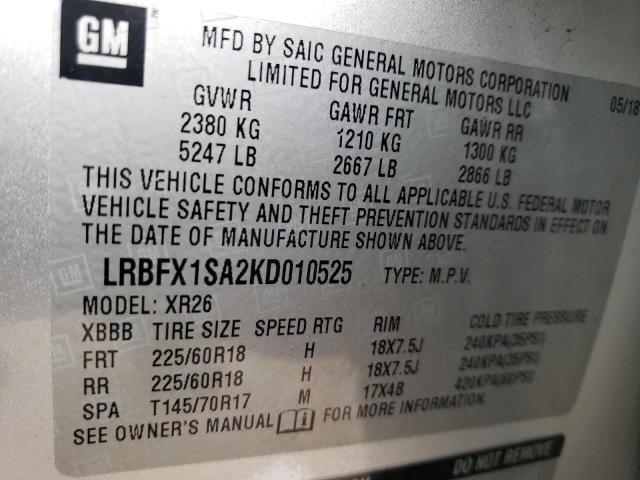 GM
MFD BY SAIC GENERAL MOTORS CORPORATION
LIMITED FOR GENERAL MOTORS LLC 05/18
GVWR GAWR FRT GAWR RR
2380 KG 1210 KG 1300 KG
5247 LB 2667 LB 2866 LB
THIS VEHICLE CONFORMS TO ALL APPLICABLE U.S. FEDERAL MOTOR
VEHICLE SAFETY AND THEFT PREVENTION STANDARDS IN EFFECT ON
THE DATE OF MANUFACTURE SHOWN ABOVE.
LRBFX1SA2KD010525 TYPE: M.P.V.
MODEL: XR26
XBBB TIRE SIZE SPEED RTG RIM COLD TIRE PRESSURE
FRT 225/60R18 H 18X7.5J 240KPA(35PSI)
RR 225/60R18 H 18X7.5J 240KPA(35PSI)
SPA T145/70R17 M 17X4B 420KPA(60PSI)
SEE OWNER'S MANUAL FOR MORE INFORMATION.
DO NOT REMOVE